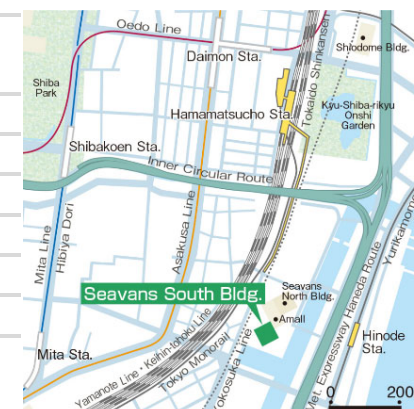 Oedo Line
Shiodome Bldg.
Daimon Sta.
Tokaido Shinkansen
Shiba
Park
Kyu-Shiba-rikyu
Onshi
Garden
Hamamatsucho Sta.
Shibakoen Sta.
Inner Circular Route
Mita Line
Hibiya Dori
Asakusa Line
Seavans South Bldg.
Seavans
North Bldg.
Amall
Met. Expressway Haneda Route
Yurikamome
Hinode
Sta.
Mita Sta.
Yamanote Line・Keihin-tohoku Line
Tokyo Monorail
Yokosuka Line
0 200